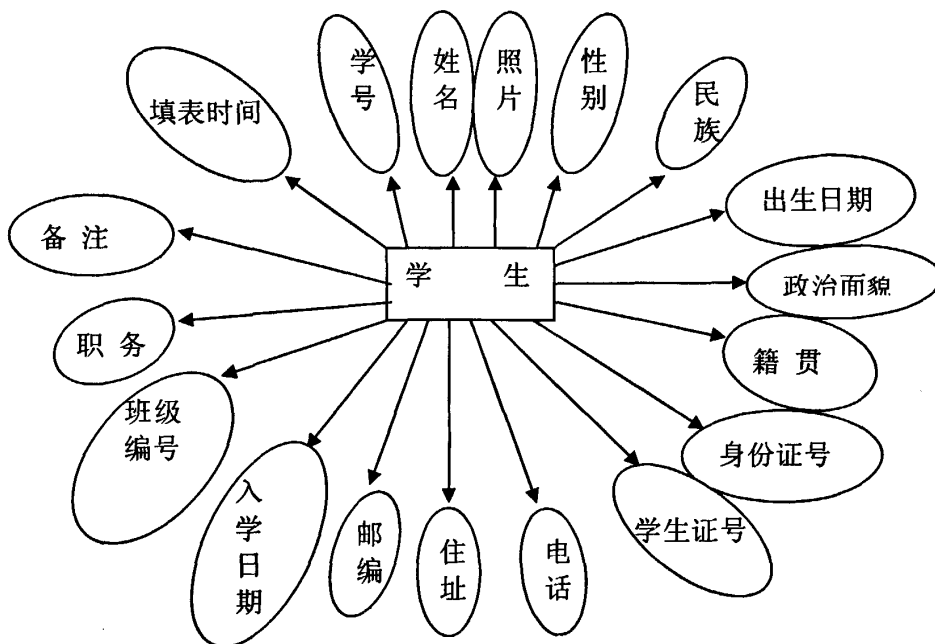 填表时间
学号
姓名
照片
性别
民族
出生日期
政治面貌
籍贯
身份证号
学生证号
电话
住址
邮编
入学日期
班级
编号
职务
备注
学生